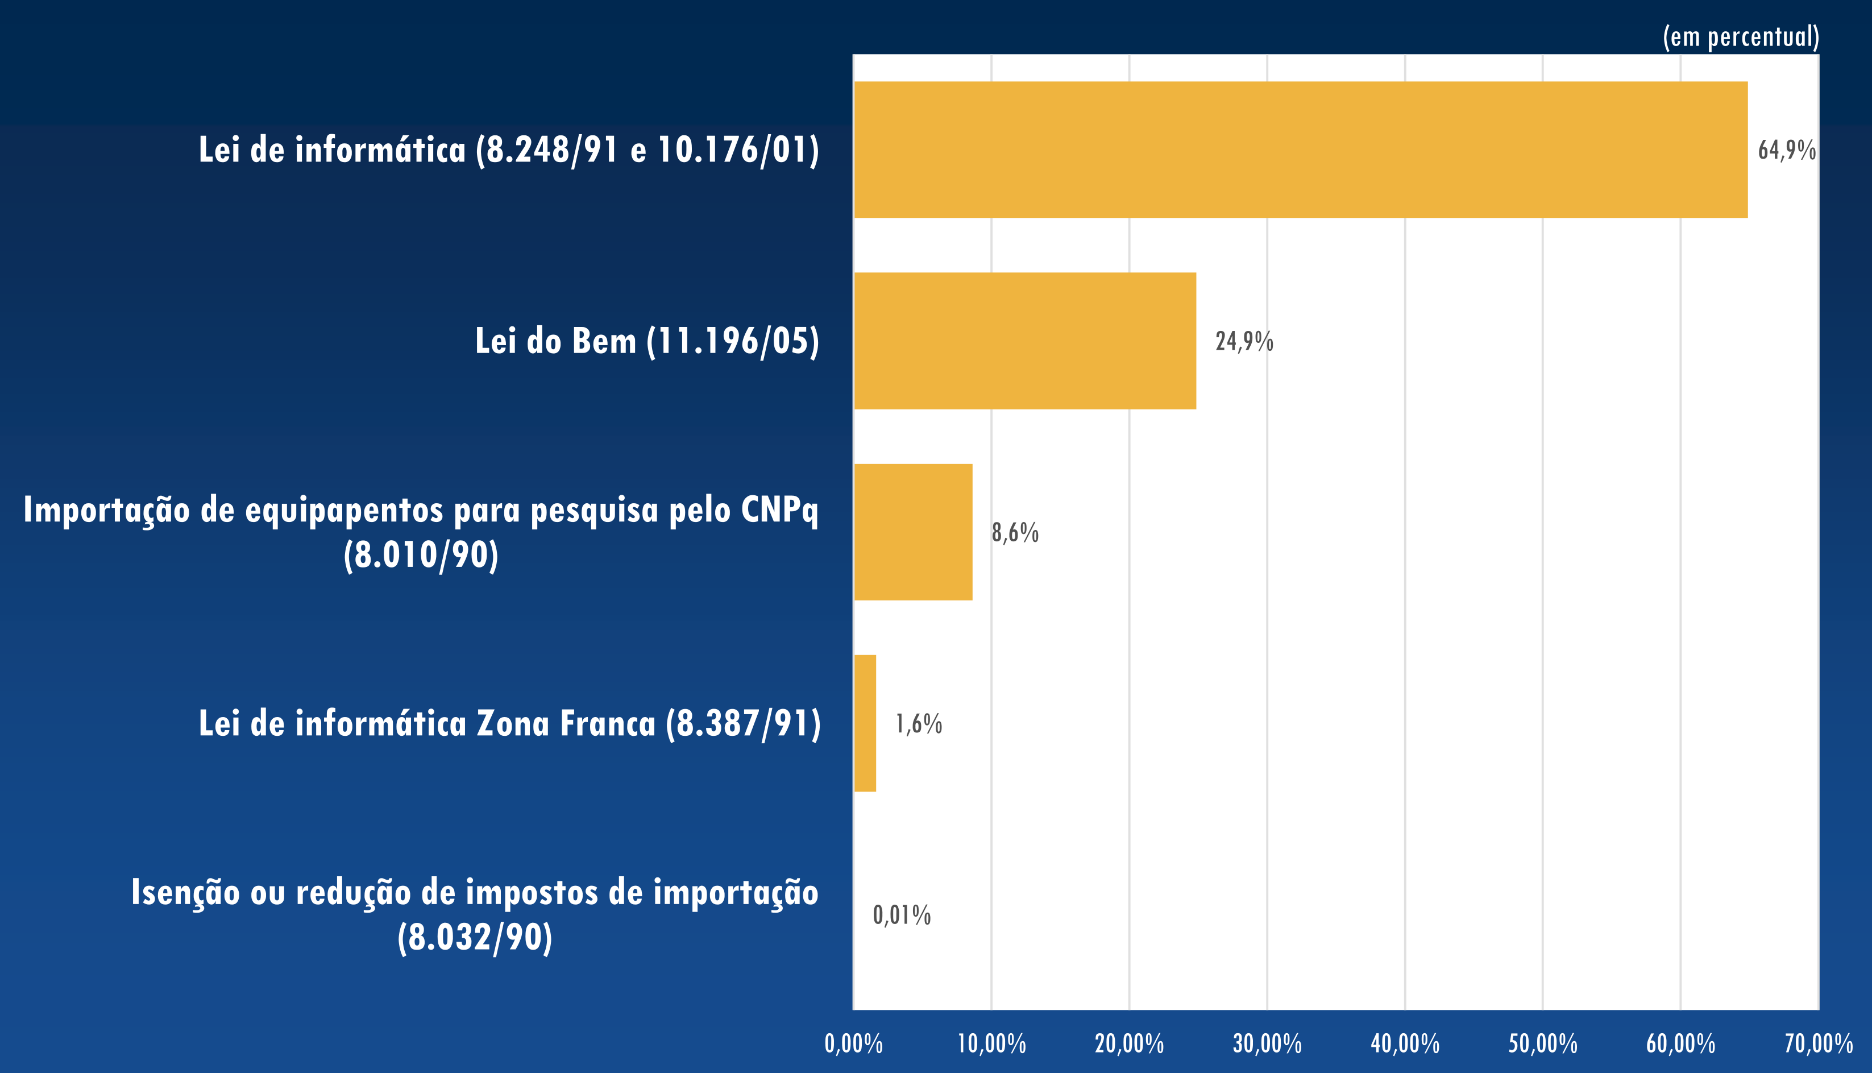 (em percentual)
Lei de informática (8.248/91 e 10.176/01)
64,9%
Lei do Bem (11.196/05)
24,9%
Importação de equipapentos para pesquisa pelo CNPq
(8.010/90)
8,6%
Lei de informática Zona Franca (8.387/91)
1,6%
Isenção ou redução de impostos de importação
(8.032/90)
0,01%
0,00% 10,00% 20,00% 30,00% 40,00% 50,00% 60,00% 70,00%